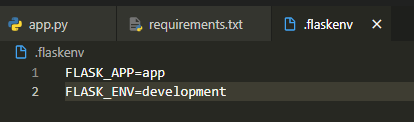 app.py requirements.txt .flaskenv
.flaskenv
1 FLASK_APP=app
2 FLASK_ENV=development